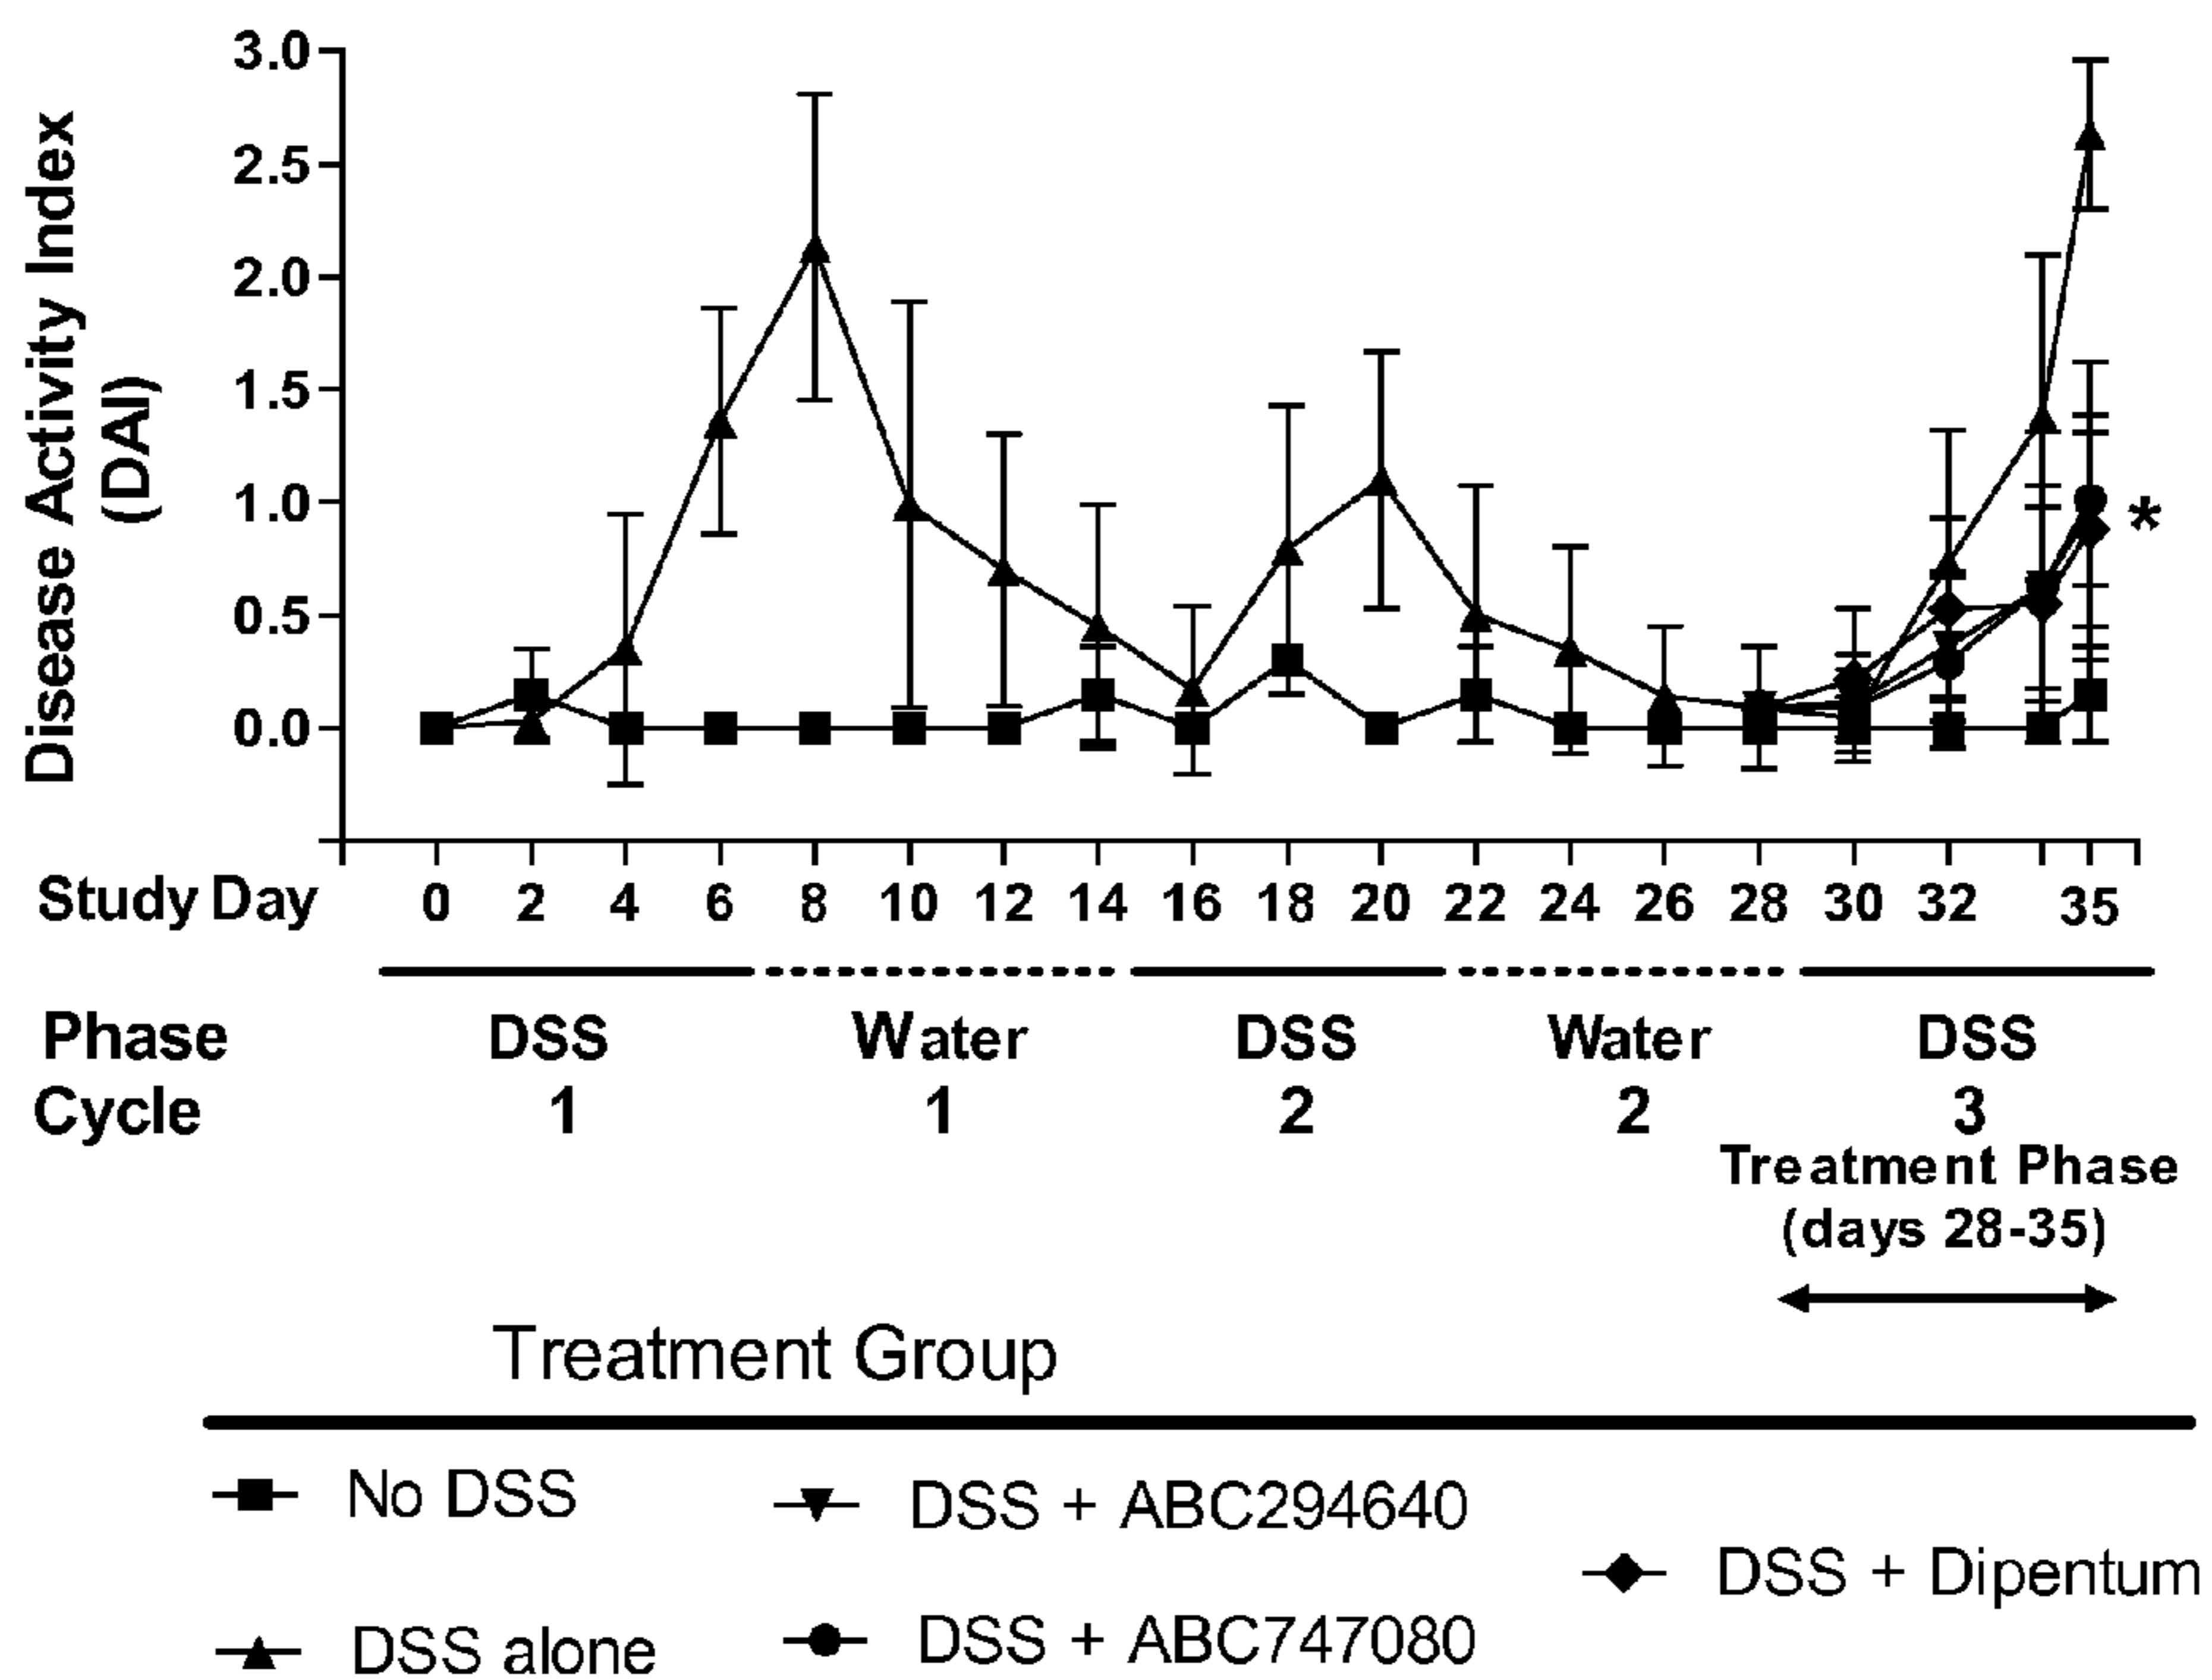 Disease Activity Index
(DAI)
3.0
2.5
2.0
1.5
1.0
0.5
0.0
*
Study Day 0 2 4 6 8 10 12 14 16 18 20 22 24 26 28 30 32 35
Phase DSS Water DSS Water DSS
Cycle 1 1 2 2 3
Treatment Phase
(days 28-35)
Treatment Group
No DSS
DSS + ABC294640
DSS + Dipentum
DSS alone
DSS + ABC747080